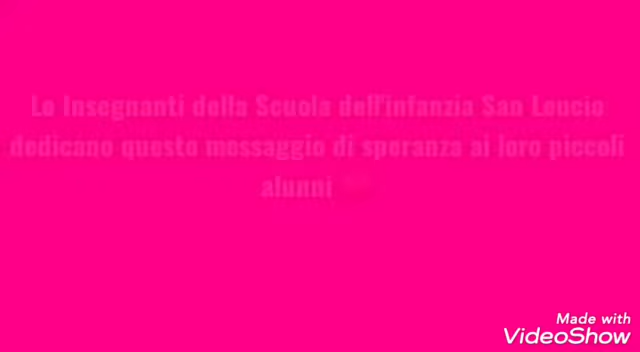 Le Insegnanti della Scuola dell'infanzia San Leucio
dedicano questo messaggio di speranza ai loro piccoli
alunni
Made with
VideoShow